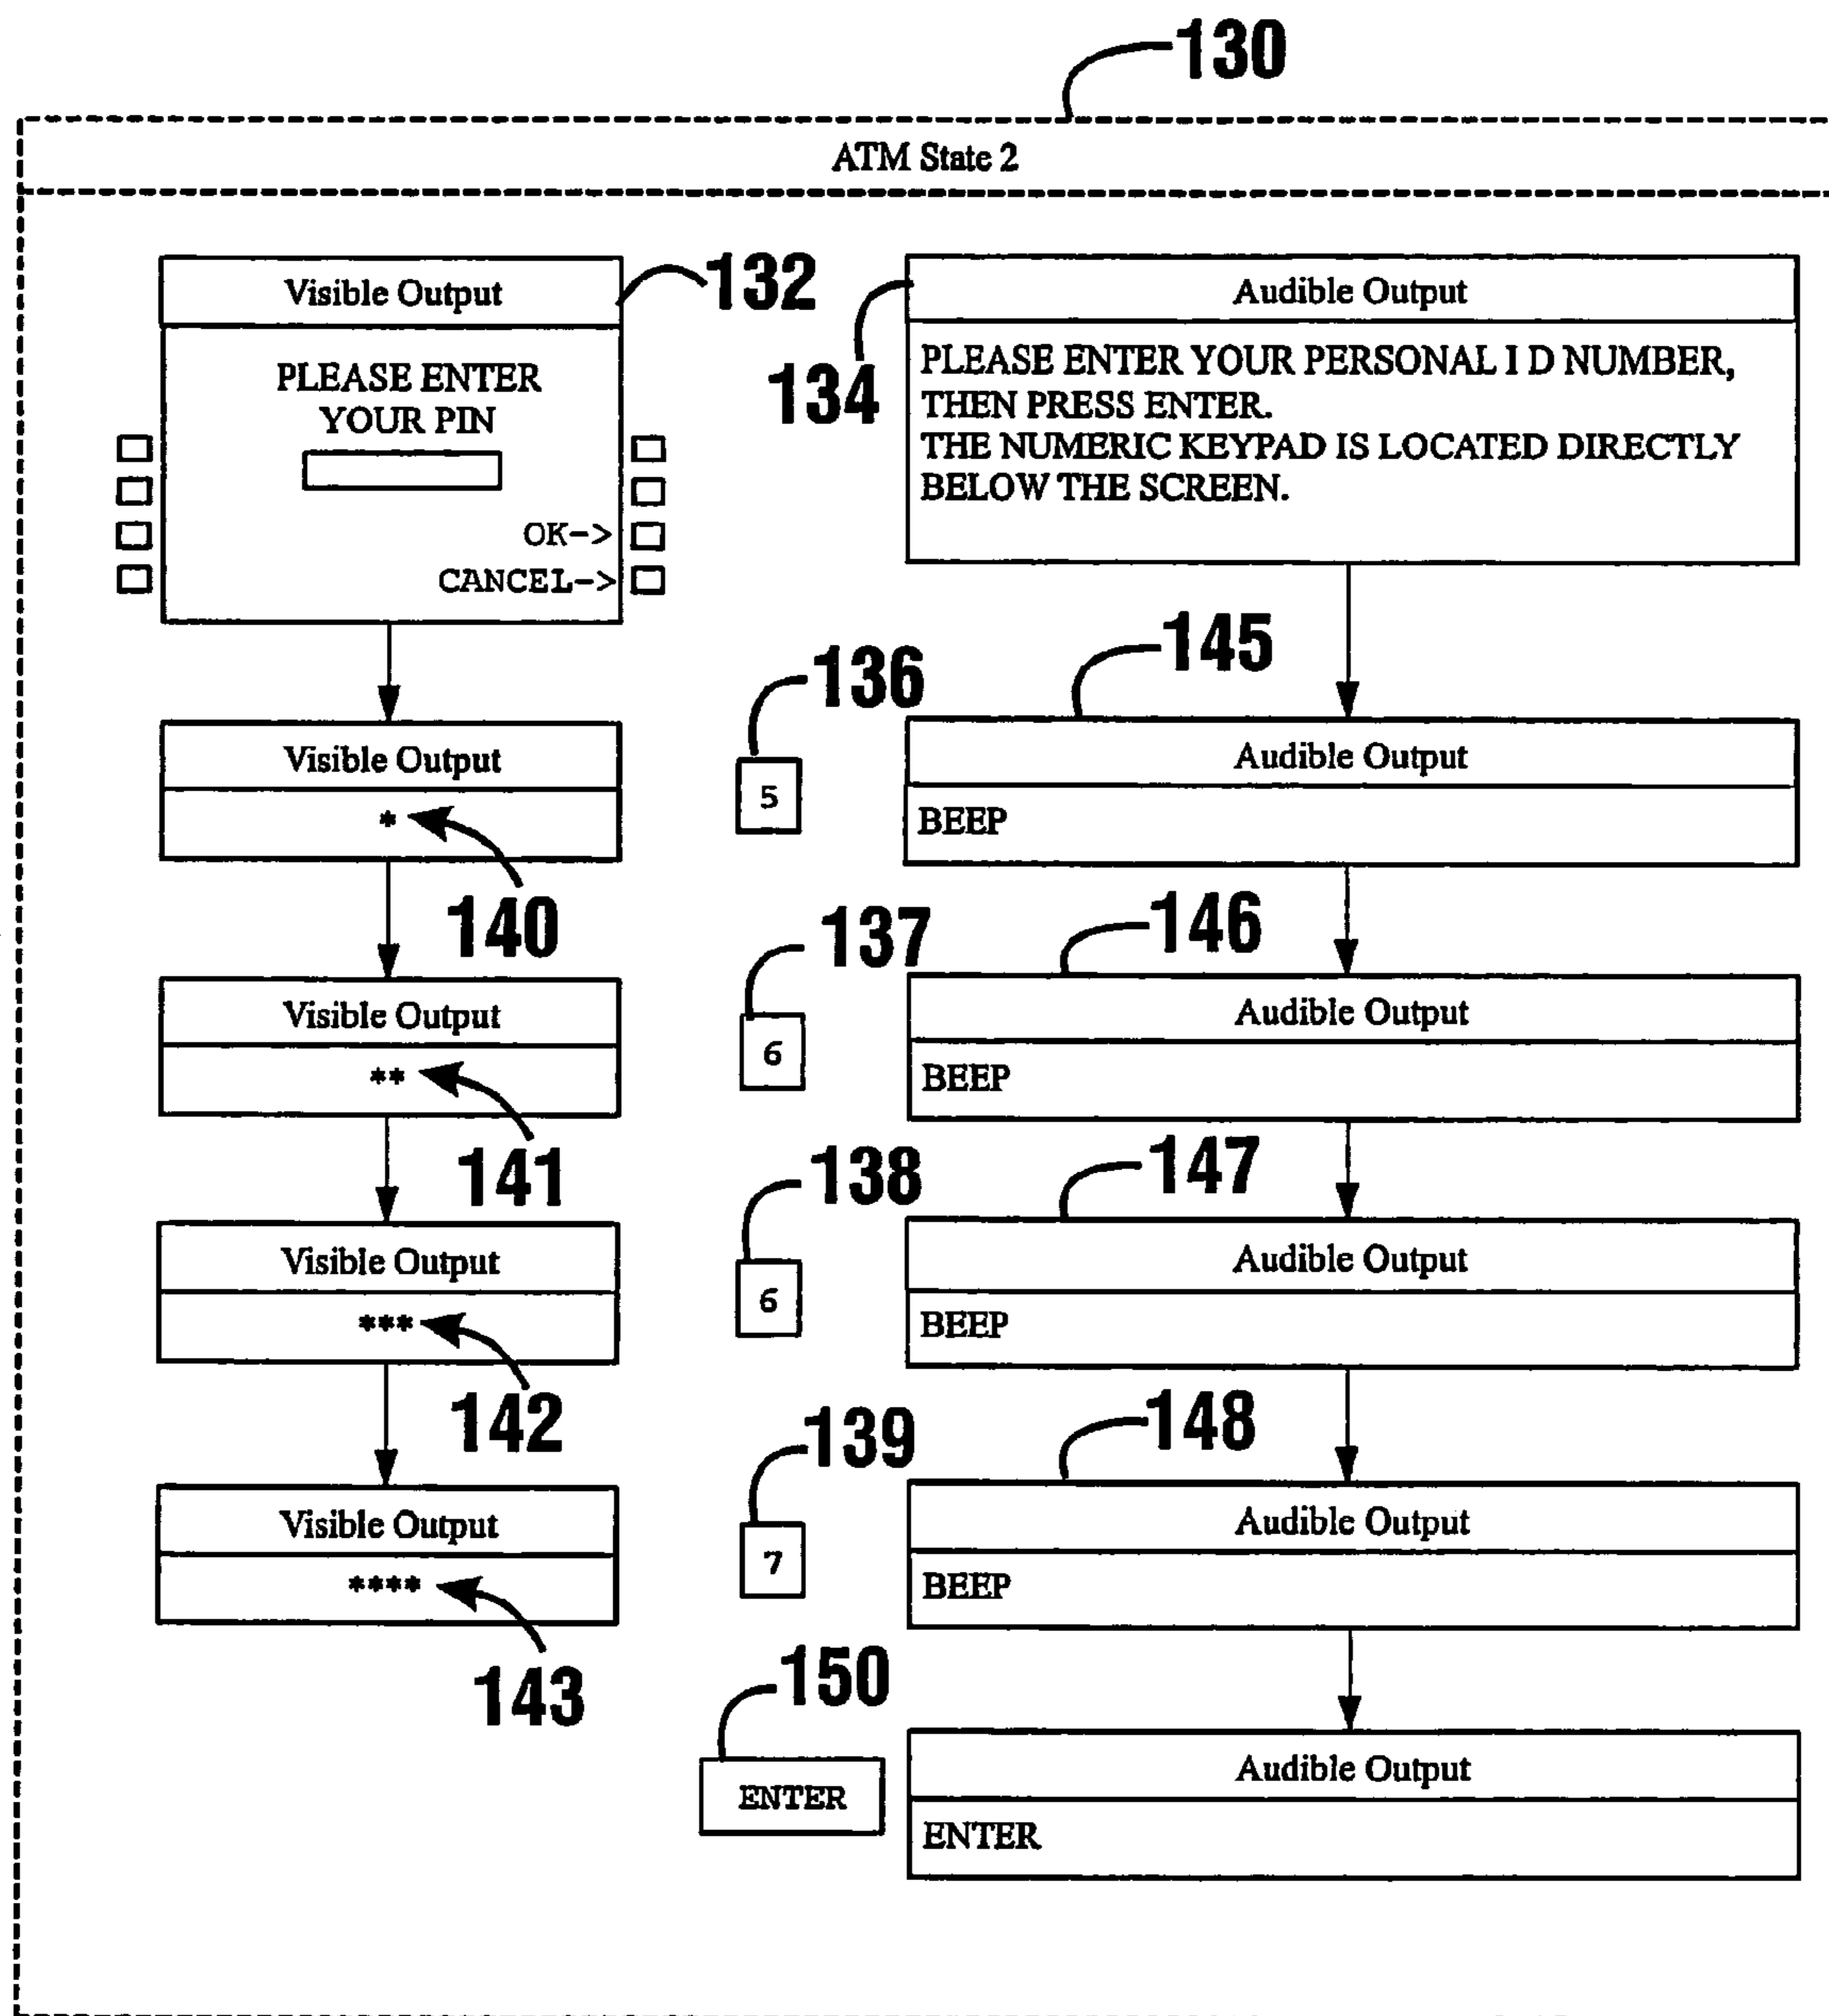 130
ATM State 2
Visible Output
132
PLEASE ENTER
YOUR PIN
OK->
CANCEL->
134
Audible Output
PLEASE ENTER YOUR PERSONAL I D NUMBER,
THEN PRESS ENTER.
THE NUMERIC KEYPAD IS LOCATED DIRECTLY
BELOW THE SCREEN.
Visible Output
*
140
136
5
145
Audible Output
BEEP
Visible Output
**
141
137
6
146
Audible Output
BEEP
Visible Output
***
142
138
6
147
Audible Output
BEEP
Visible Output
****
143
139
7
148
Audible Output
BEEP
150
ENTER
Audible Output
ENTER